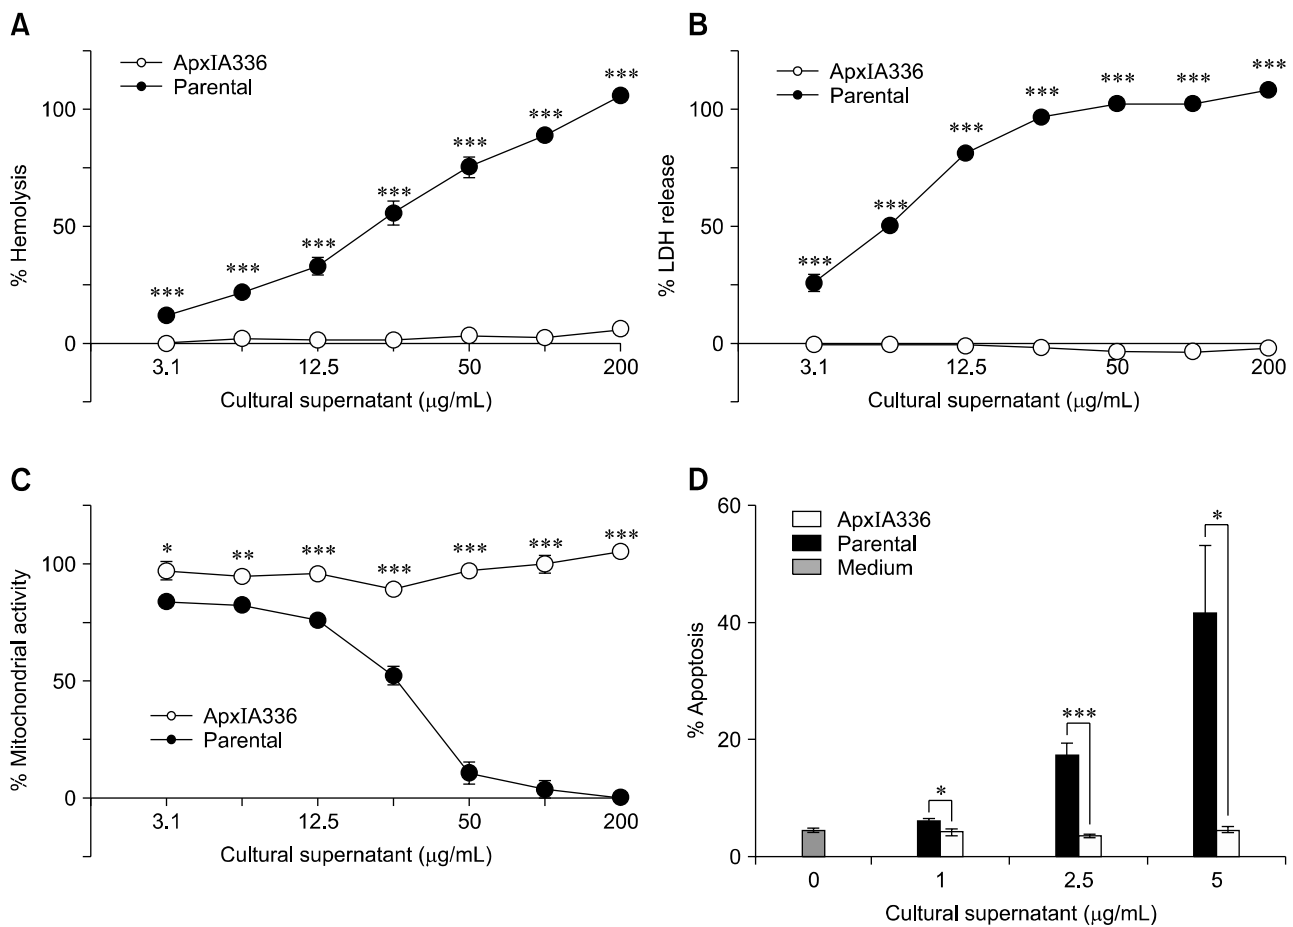 A
ApxIA336
Parental
% Hemolysis
100
50
0
*** *** *** *** *** *** ***
3.1 12.5 50 200
Cultural supernatant (μg/mL)
B
ApxIA336
Parental
% LDH release
100
50
0
*** *** *** *** *** *** ***
3.1 12.5 50 200
Cultural supernatant (μg/mL)
C
% Mitochondrial activity
100
50
0
* ** *** *** *** *** ***
ApxIA336
Parental
3.1 12.5 50 200
Cultural supernatant (μg/mL)
D
ApxIA336
Parental
Medium
% Apoptosis
60
40
20
0
* *** *
0 1 2.5 5
Cultural supernatant (μg/mL)